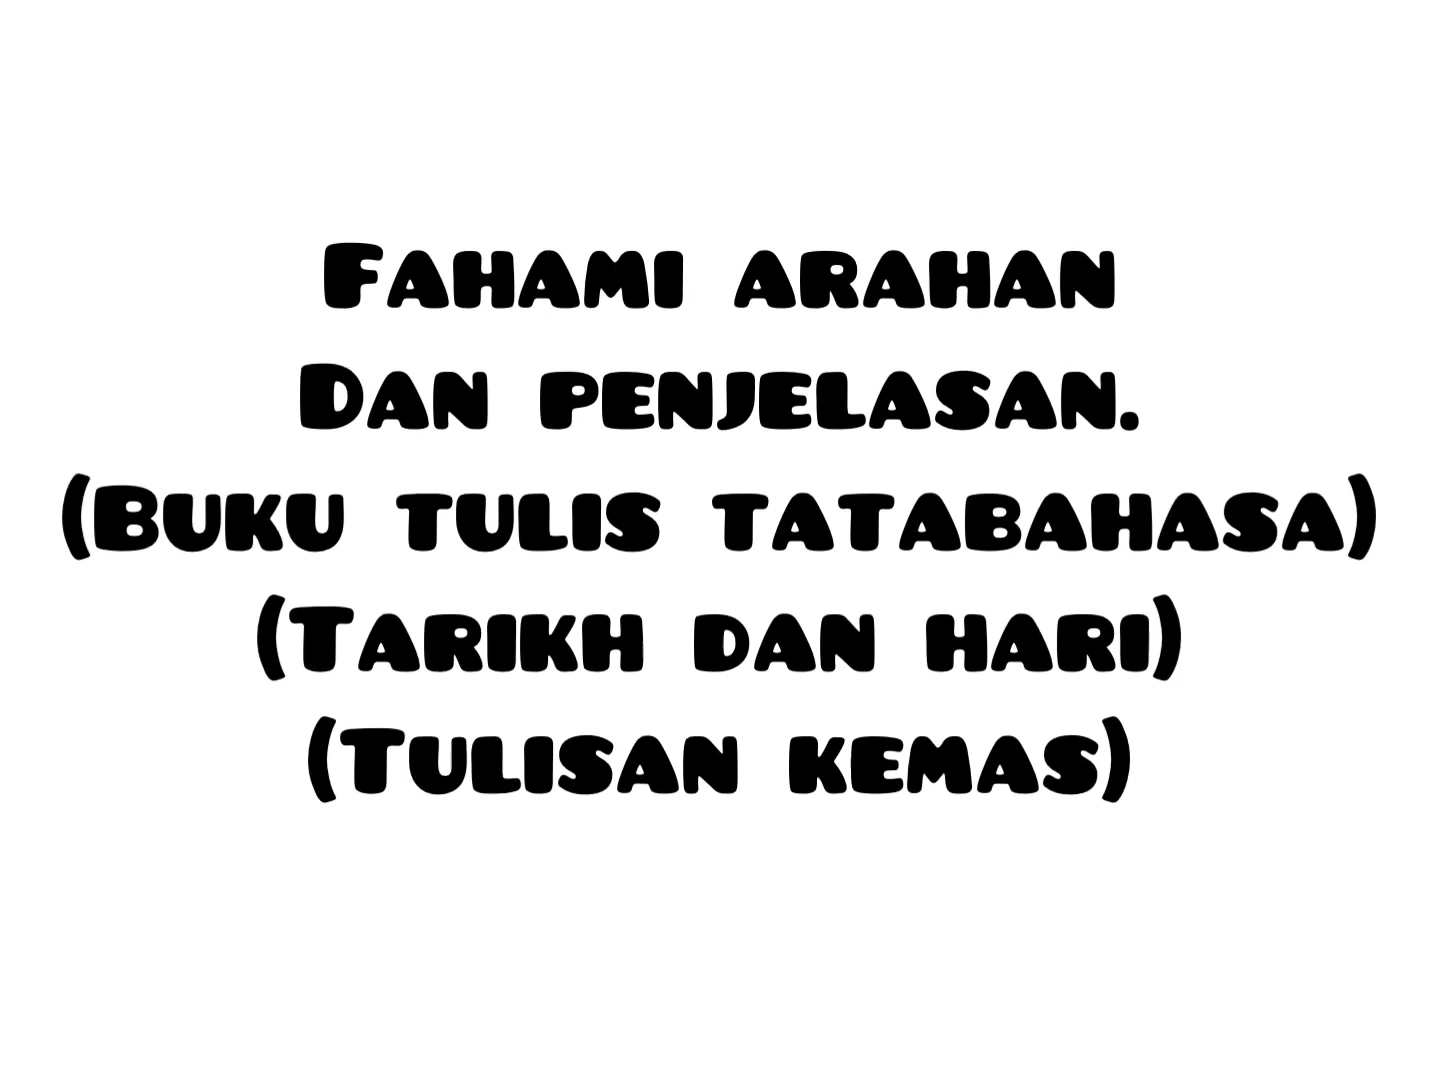 Fahami arahan
Dan penjelasan.
(Buku tulis tatabahasa)
(Tarikh dan hari)
(Tulisan kemas)